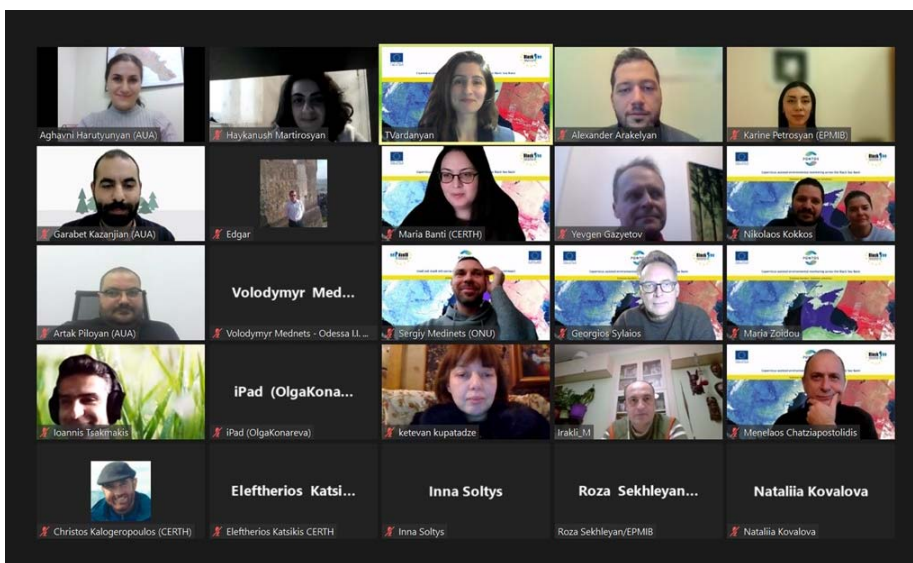 Aghavni Harutyunyan (AUA)
Haykanush Martirosyan
TVardanyan
Alexander Arakelyan
Karine Petrosyan (EPMIB)
Garabet Kazanjian (AUA)
Edgar
Maria Banti (CERTH)
Yevgen Gazyetov
Nikolaos Kokkos
Artak Piloyan (AUA)
Volodymyr Med...
Volodymyr Mednets - Odessa I.I. ...
Sergiy Medinets (ONU)
Georgios Sylaios
Maria Zoidou
Ioannis Tsakmakis
iPad (OlgaKona...
iPad (OlgaKonareva)
ketevan kupatadze
Irakli_M
Menelaos Chatziapostolidis
Christos Kalogeropoulos (CERTH)
Eleftherios Katsi...
Eleftherios Katsikis CERTH
Inna Soltys
Inna Soltys
Roza Sekhleyan...
Roza Sekhleyan/EPMIB
Nataliia Kovalova
Nataliia Kovalova